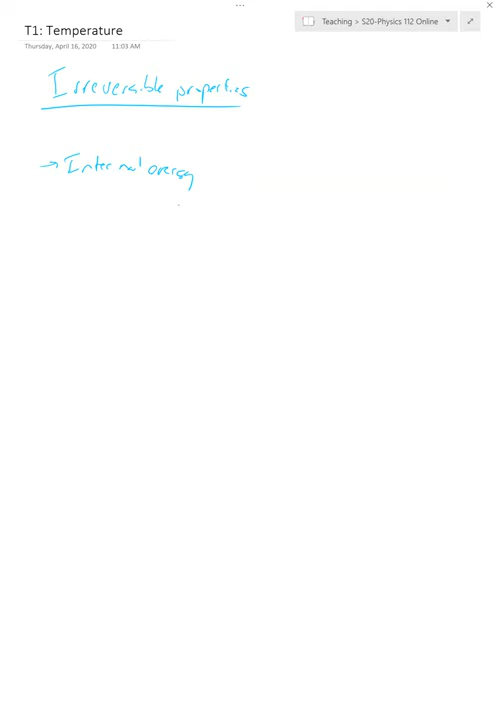 T1: Temperature
Teaching > S20-Physics 112 Online
Thursday, April 16, 2020 11:03 AM
Irreversible properties
→ Internal energy